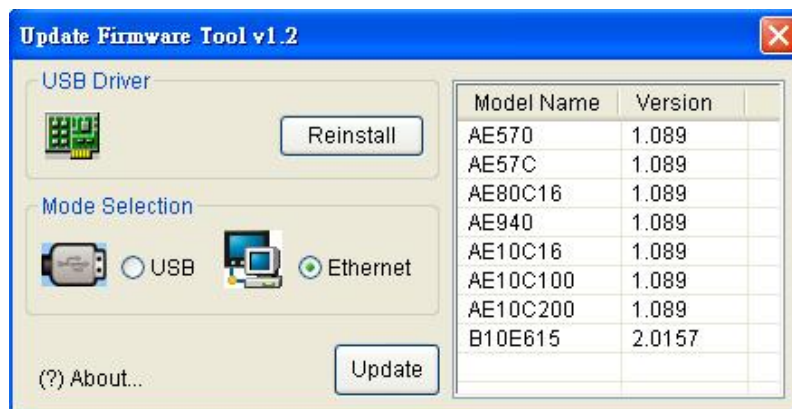 Update Firmware Tool v1.2
USB Driver
Reinstall
Mode Selection
USB
Ethernet
(?) About...
Update
Model Name Version
AE570 1.089
AE57C 1.089
AE80C16 1.089
AE940 1.089
AE10C16 1.089
AE10C100 1.089
AE10C200 1.089
B10E615 2.0157